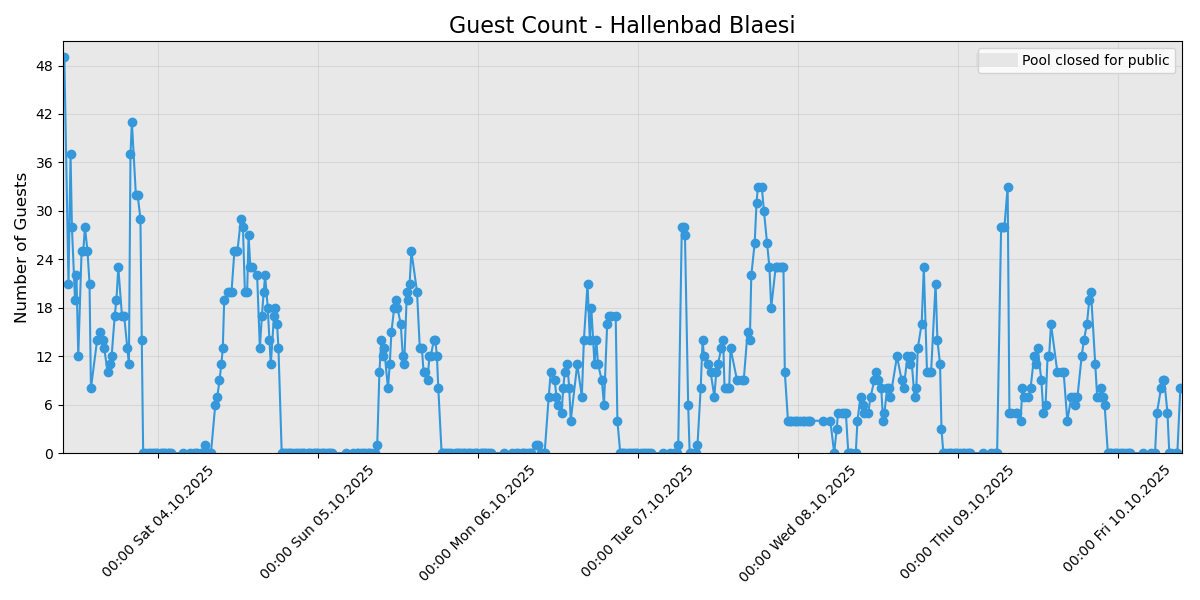 Guest Count - Hallenbad Blaesi
Pool closed for public
Number of Guests
48
42
36
30
24
18
12
6
0
00:00 Sat 04.10.2025
00:00 Sun 05.10.2025
00:00 Mon 06.10.2025
00:00 Tue 07.10.2025
00:00 Wed 08.10.2025
00:00 Thu 09.10.2025
00:00 Fri 10.10.2025